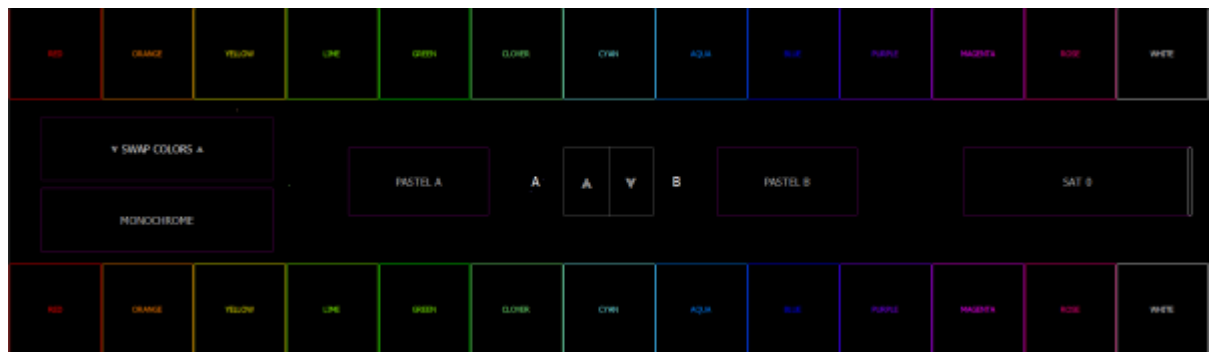 RED ORANGE YELLOW LIME GREEN CLOVER CYAN AQUA BLUE PURPLE MAGENTA ROSE WHITE
▼ SWAP COLORS ▲
PASTEL A A ▲ ▼ B PASTEL B SAT 0
MONOCHROME
RED ORANGE YELLOW LIME GREEN CLOVER CYAN AQUA BLUE PURPLE MAGENTA ROSE WHITE